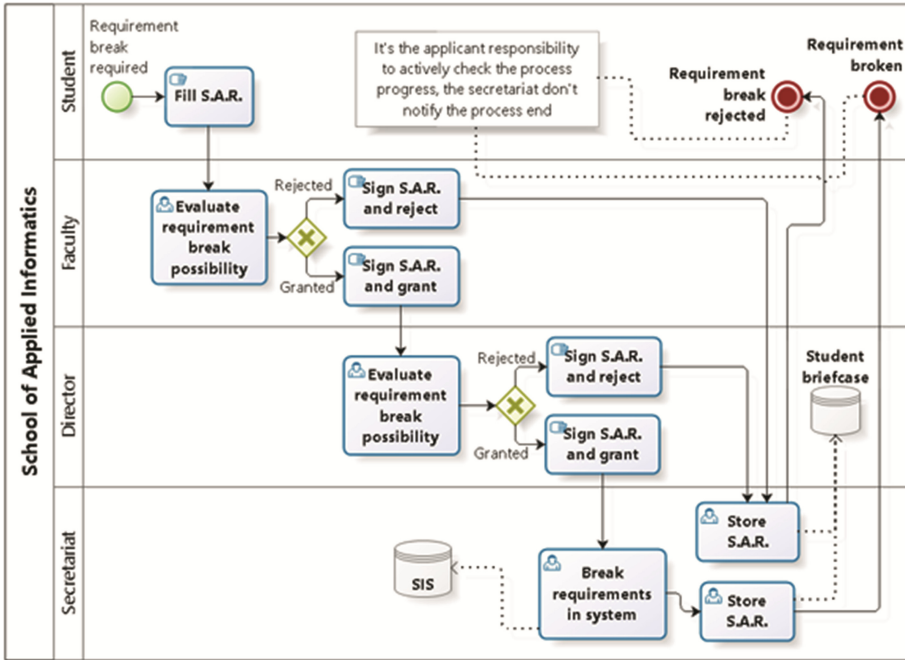 School of Applied Informatics
Student
Requirement
break
required
Fill S.A.R.
It's the applicant responsibility
to actively check the process
progress, the secretariat don't
notify the process end
Requirement
break
rejected
Requirement
broken
Faculty
Evaluate
requirement
break
possibility
Rejected
Granted
Sign S.A.R.
and reject
Sign S.A.R.
and grant
Director
Evaluate
requirement
break
possibility
Rejected
Granted
Sign S.A.R.
and reject
Sign S.A.R.
and grant
Student
briefcase
Secretariat
SIS
Break
requirements
in system
Store
S.A.R.
Store
S.A.R.